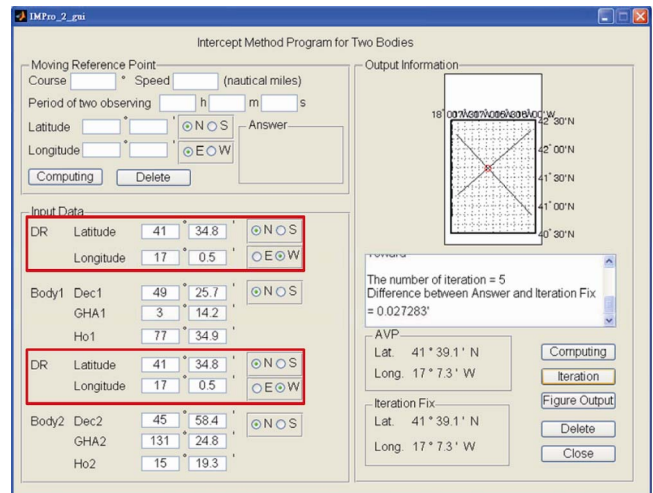 IMPro_2_gui
Intercept Method Program for Two Bodies
Moving Reference Point
Course ° Speed (nautical miles)
Period of two observing h m s
Latitude ° ' N S
Longitude ° ' E W
Answer
Computing Delete
Input Data
DR Latitude 41 ° 34.8 ' N S
Longitude 17 ° 0.5 ' E W
Body1 Dec1 49 ° 25.7 ' N S
GHA1 3 ° 14.2 '
Ho1 77 ° 34.9 '
DR Latitude 41 ° 34.8 ' N S
Longitude 17 ° 0.5 ' E W
Body2 Dec2 45 ° 58.4 ' N S
GHA2 131 ° 24.8 '
Ho2 15 ° 19.3 '
Output Information
42° 30'N
42° 00'N
41° 30'N
41° 00'N
40° 30'N
The number of iteration = 5
Difference between Answer and Iteration Fix
= 0.027283'
AVP
Lat. 41 ° 39.1 ' N
Long. 17 ° 7.3 ' W
Iteration Fix
Lat. 41 ° 39.1 ' N
Long. 17 ° 7.3 ' W
Computing
Iteration
Figure Output
Delete
Close